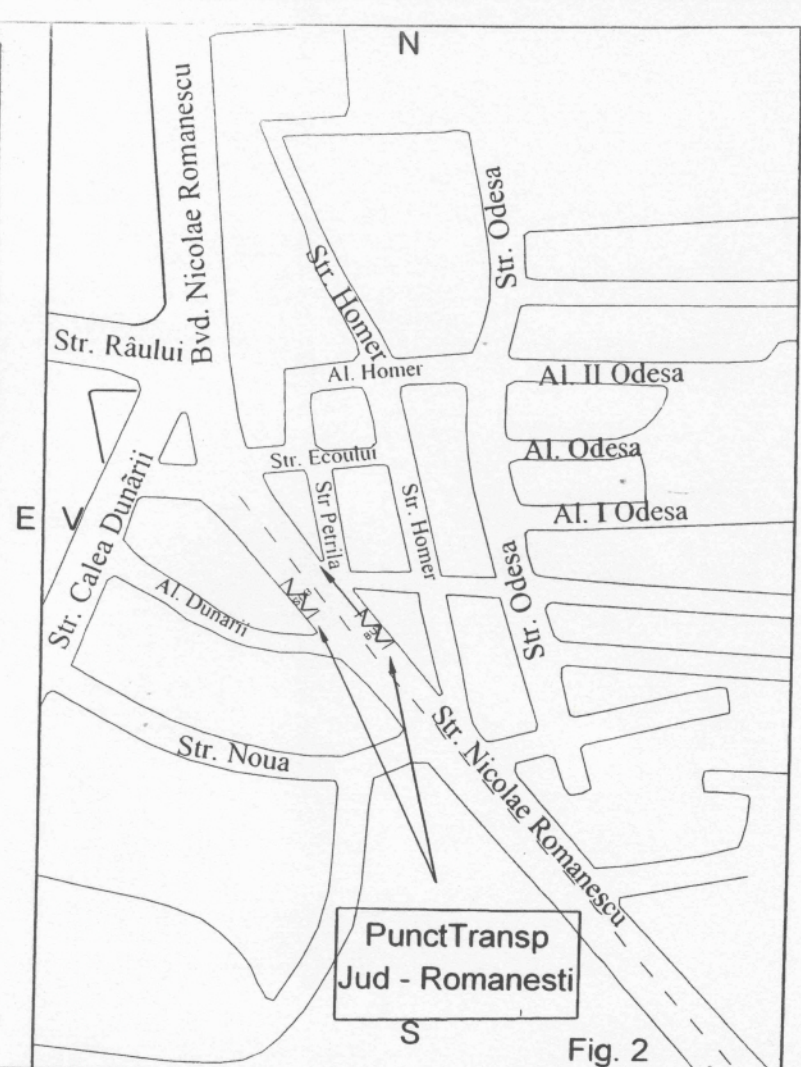 N
Bvd. Nicolae Romanescu
Str. Odesa
Str. Homer
Str. Râului
Al. Homer
Al. II Odesa
Str. Ecoului
Al. Odesa
Str Petrila
Str. Homer
Al. I Odesa
E V
Str. Calea Dunării
Al. Dunării
Str. Odesa
Str. Noua
Str. Nicolae Romanescu
PunctTransp
Jud - Romanesti
S
Fig. 2